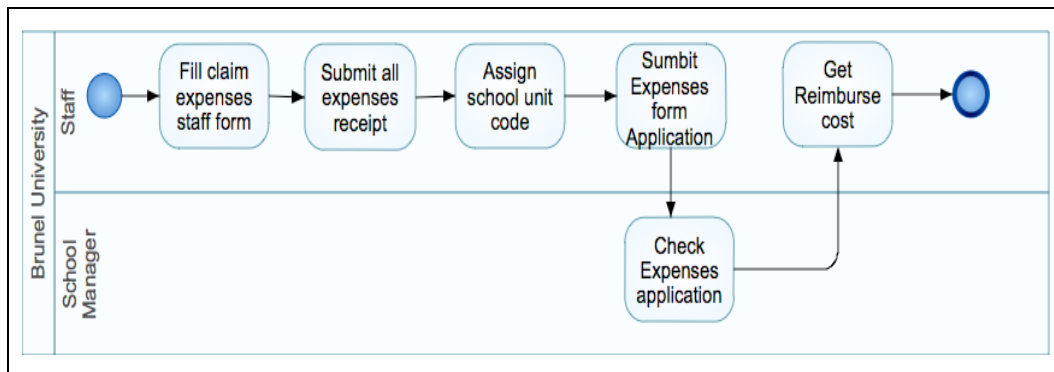 Brunel University
Staff
Fill claim
expenses
staff form
Submit all
expenses
receipt
Assign
school unit
code
Sumbit
Expenses
form
Application
Get
Reimburse
cost
School
Manager
Check
Expenses
application